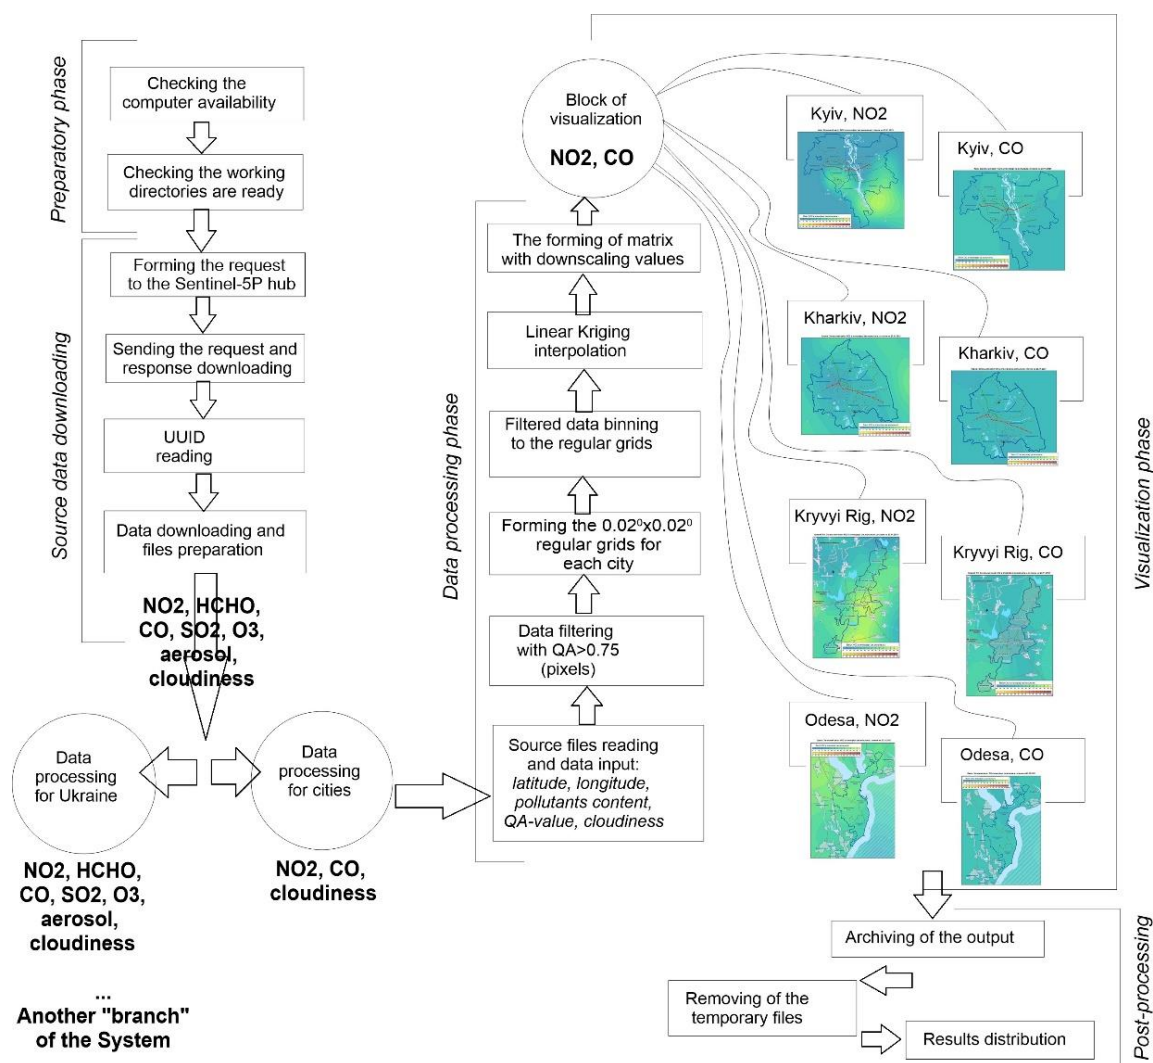 Preparatory phase
Checking the
computer availability
Checking the working
directories are ready
Source data downloading
Forming the request
to the Sentinel-5P hub
Sending the request and
response downloading
UUID
reading
Data downloading and
files preparation
NO2, HCHO,
CO, SO2, O3,
aerosol,
cloudiness
Data
processing
for Ukraine
NO2, HCHO,
CO, SO2, O3,
aerosol,
cloudiness
...
Another "branch"
of the System
Data
processing
for cities
NO2, CO,
cloudiness
Data processing phase
Source files reading
and data input:
latitude, longitude,
pollutants content,
QA-value, cloudiness
Data filtering
with QA>0.75
(pixels)
Forming the 0.02⁰x0.02⁰
regular grids for
each city
Filtered data binning
to the regular grids
Linear Kriging
interpolation
The forming of matrix
with downscaling values
Block of
visualization
NO2, CO
Visualization phase
Kyiv, NO2
Kyiv, CO
Kharkiv, NO2
Kharkiv, CO
Kryvyi Rig, NO2
Kryvyi Rig, CO
Odesa, NO2
Odesa, CO
Post-processing
Archiving of the output
Removing of the
temporary files
Results distribution